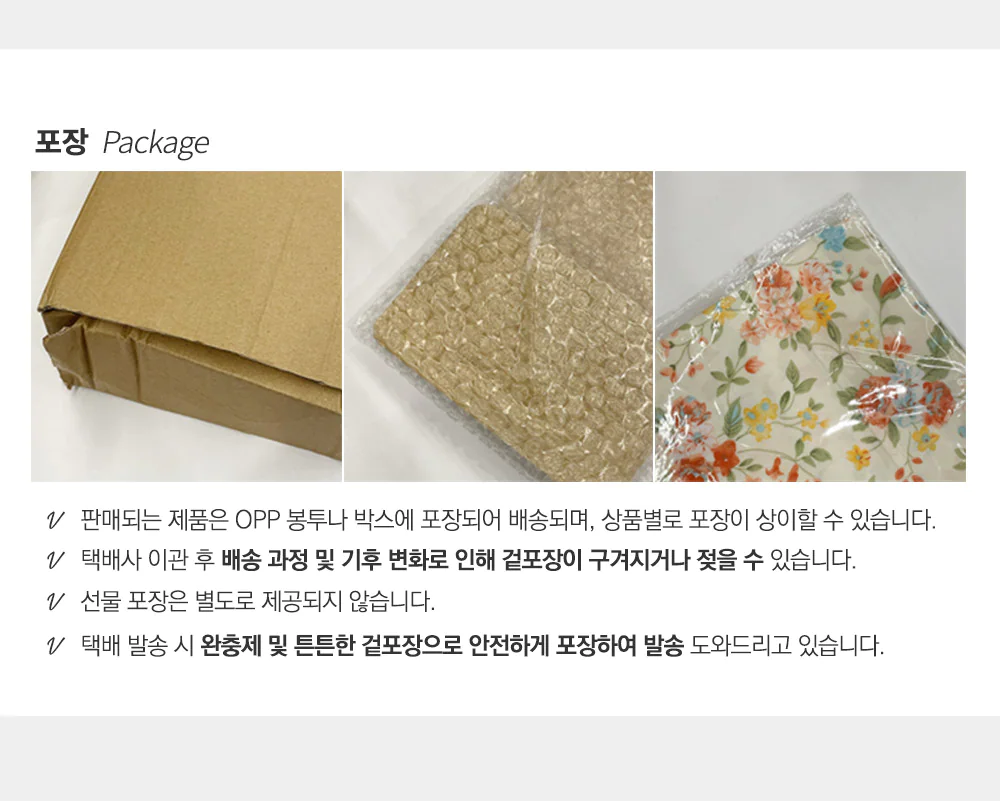 포장 Package
V 판매되는 제품은 OPP 봉투나 박스에 포장되어 배송되며, 상품별로 포장이 상이할 수 있습니다.
V 택배사 이관 후 배송 과정 및 기후 변화로 인해 겉포장이 구겨지거나 젖을 수 있습니다.
V 선물 포장은 별도로 제공되지 않습니다.
V 택배 발송 시 완충제 및 튼튼한 겉포장으로 안전하게 포장하여 발송 도와드리고 있습니다.